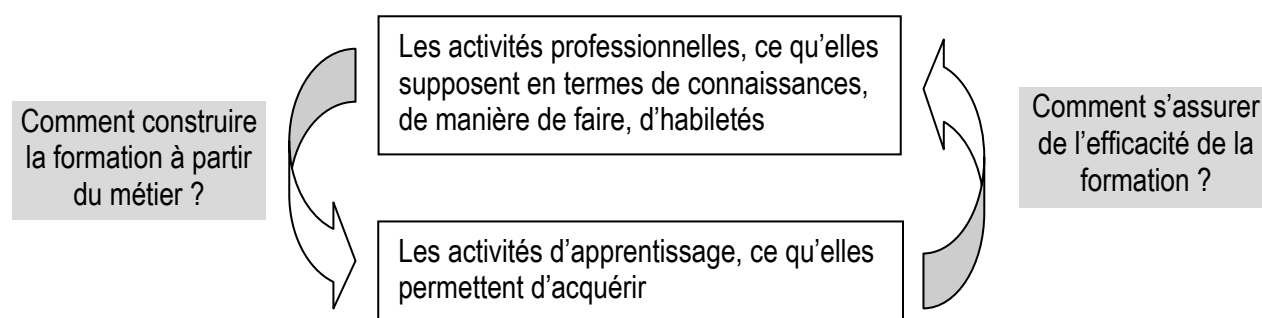 Les activités professionnelles, ce qu’elles
supposent en termes de connaissances,
de manière de faire, d’habiletés
Comment construire
la formation à partir
du métier ?
Comment s’assurer
de l’efficacité de la
formation ?
Les activités d’apprentissage, ce qu’elles
permettent d’acquérir